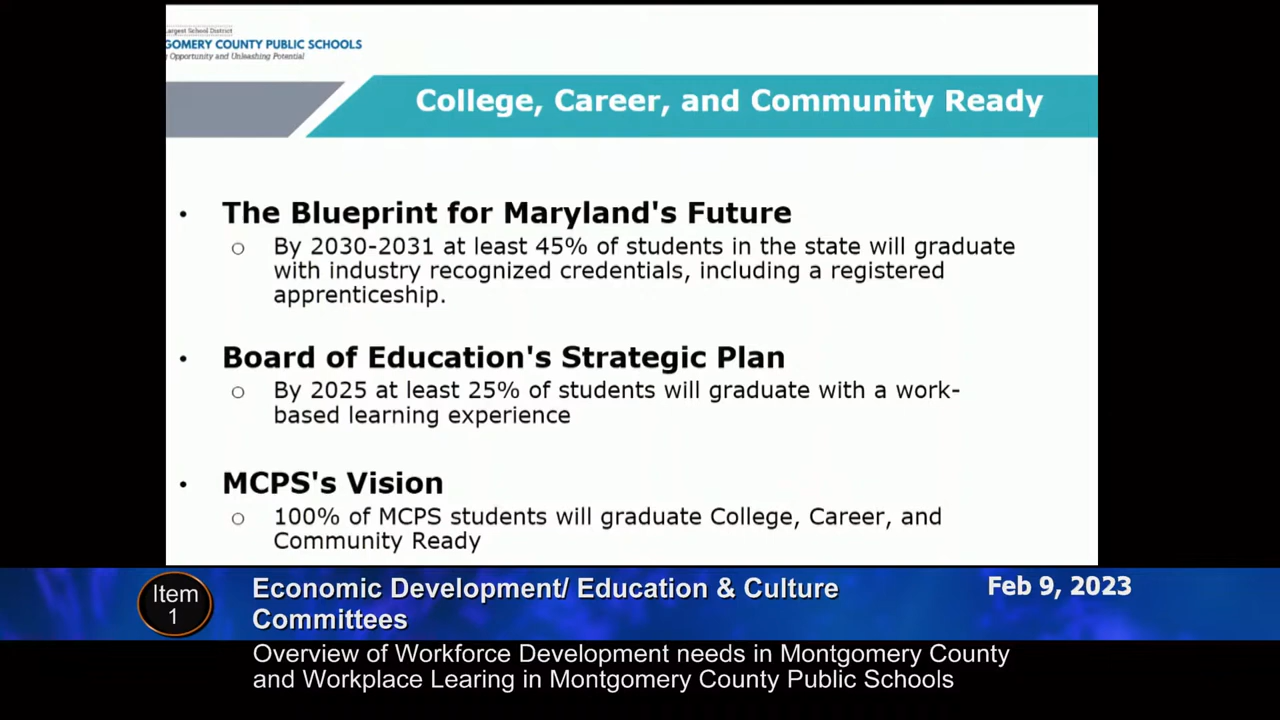 Largest School District
GOMERY COUNTY PUBLIC SCHOOLS
Opportunity and Unleashing Potential
College, Career, and Community Ready
• The Blueprint for Maryland's Future
o By 2030-2031 at least 45% of students in the state will graduate
with industry recognized credentials, including a registered
apprenticeship.
• Board of Education's Strategic Plan
o By 2025 at least 25% of students will graduate with a work-
based learning experience
• MCPS's Vision
o 100% of MCPS students will graduate College, Career, and
Community Ready
Item
1
Economic Development/ Education & Culture
Committees
Feb 9, 2023
Overview of Workforce Development needs in Montgomery County
and Workplace Learing in Montgomery County Public Schools